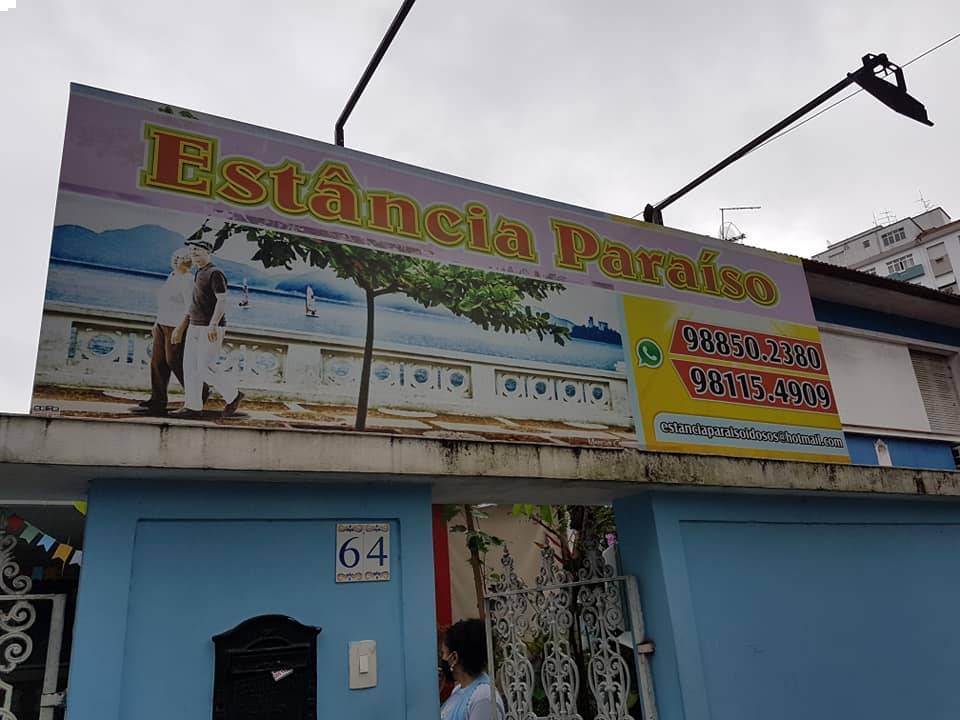 Estância Paraíso
98850.2380
98115.4909
estanciaparaisoidosos@hotmail.com
64